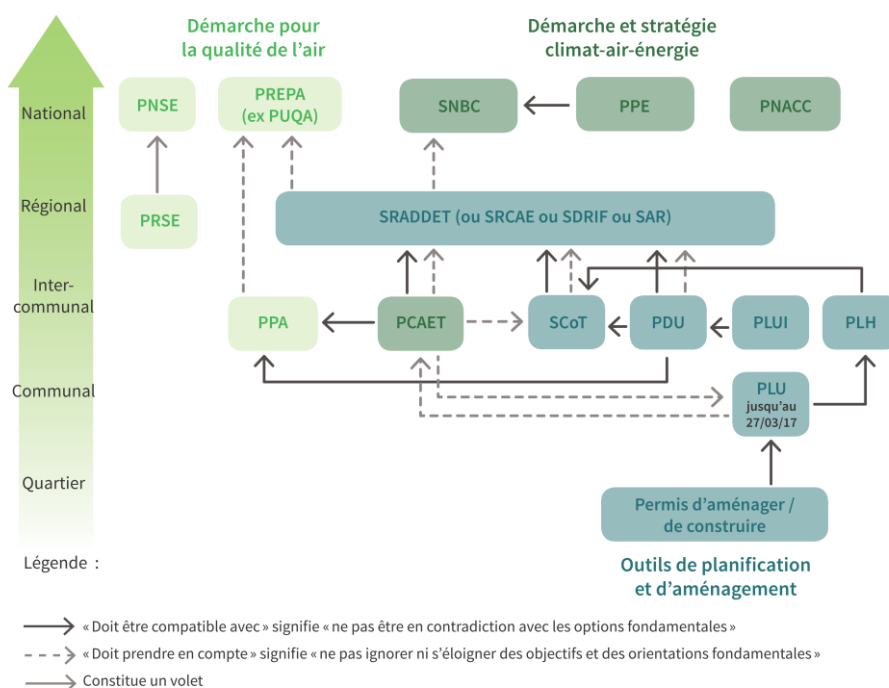 Démarche pour
la qualité de l’air
Démarche et stratégie
climat-air-énergie
National
PNSE
PREPA
(ex PUQA)
SNBC
PPE
PNACC
Régional
PRSE
SRADDET (ou SRCAE ou SDRIF ou SAR)
Inter-
communal
PPA
PCAET
SCoT
PDU
PLUI
PLH
Communal
PLU
jusqu’au
27/03/17
Quartier
Permis d’aménager /
de construire
Outils de planification
et d’aménagement
Légende :
« Doit être compatible avec » signifie « ne pas être en contradiction avec les options fondamentales »
« Doit prendre en compte » signifie « ne pas ignorer ni s’éloigner des objectifs et des orientations fondamentales »
Constitue un volet